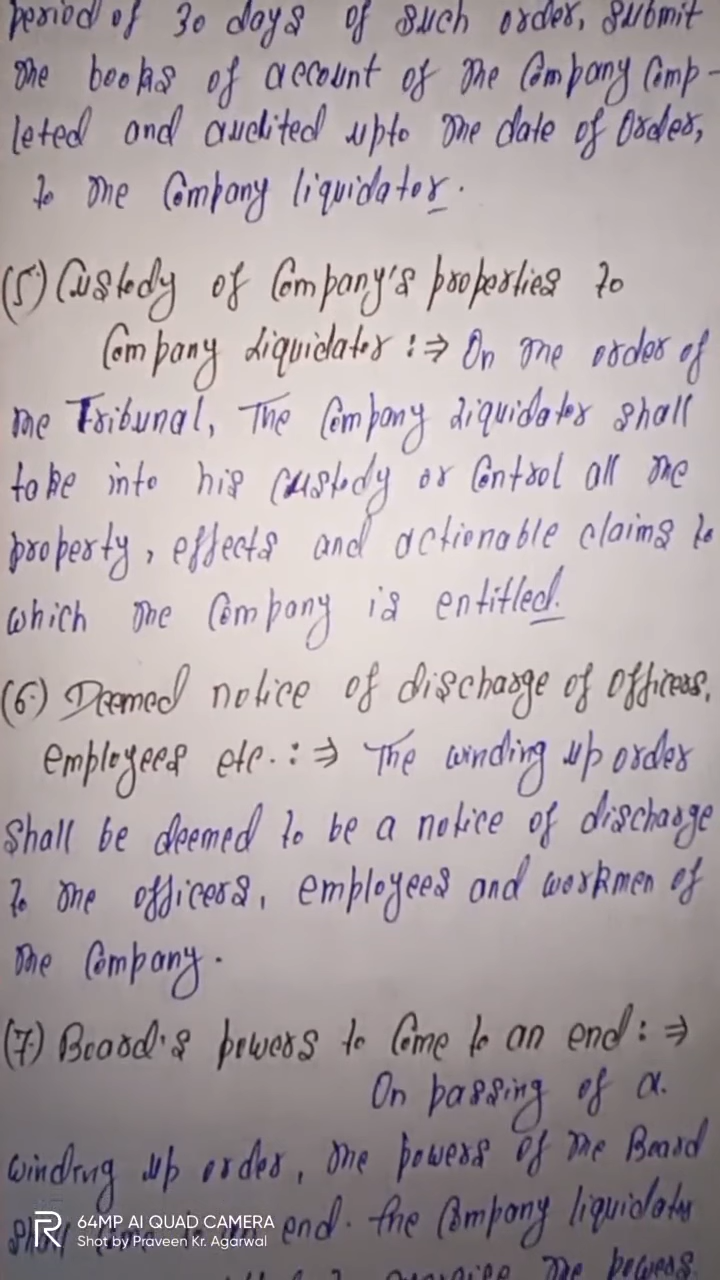 period of 30 days of such order, submit
the books of account of the Company Comp-
leted and audited upto the date of Order,
to the Company liquidator.
(5) Custody of Company's properties to
Company Liquidator :⇒ On the order of
the Tribunal, The Company Liquidator shall
take into his custody or Control all the
property, effects and actionable claims to
which the Company is entitled.
(6.) Deemed notice of discharge of Officers,
employees etc. :⇒ The winding up order
Shall be deemed to be a notice of discharge
to the officers, employees and workmen of
the Company.
(7.) Board's powers to Come to an end :⇒
On passing of a.
winding up order, the powers of the Board
shall end. The Company liquidator
64MP AI QUAD CAMERA
Shot by Praveen Kr. Agarwal
the powers